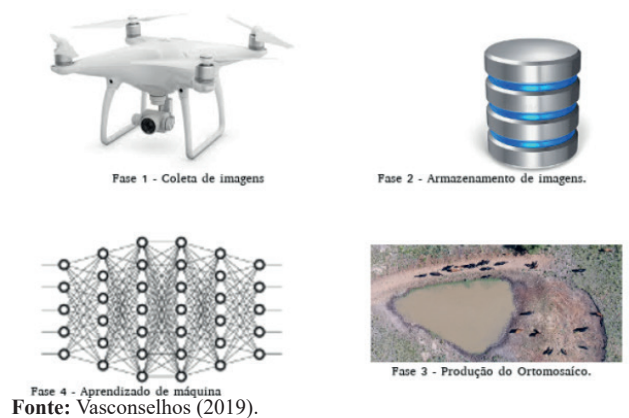 Fase 1 - Coleta de imagens
Fase 2 - Armazenamento de imagens.
Fase 4 - Aprendizado de máquina
Fase 3 - Produção do Ortomosaíco.
Fonte: Vasconselhos (2019).